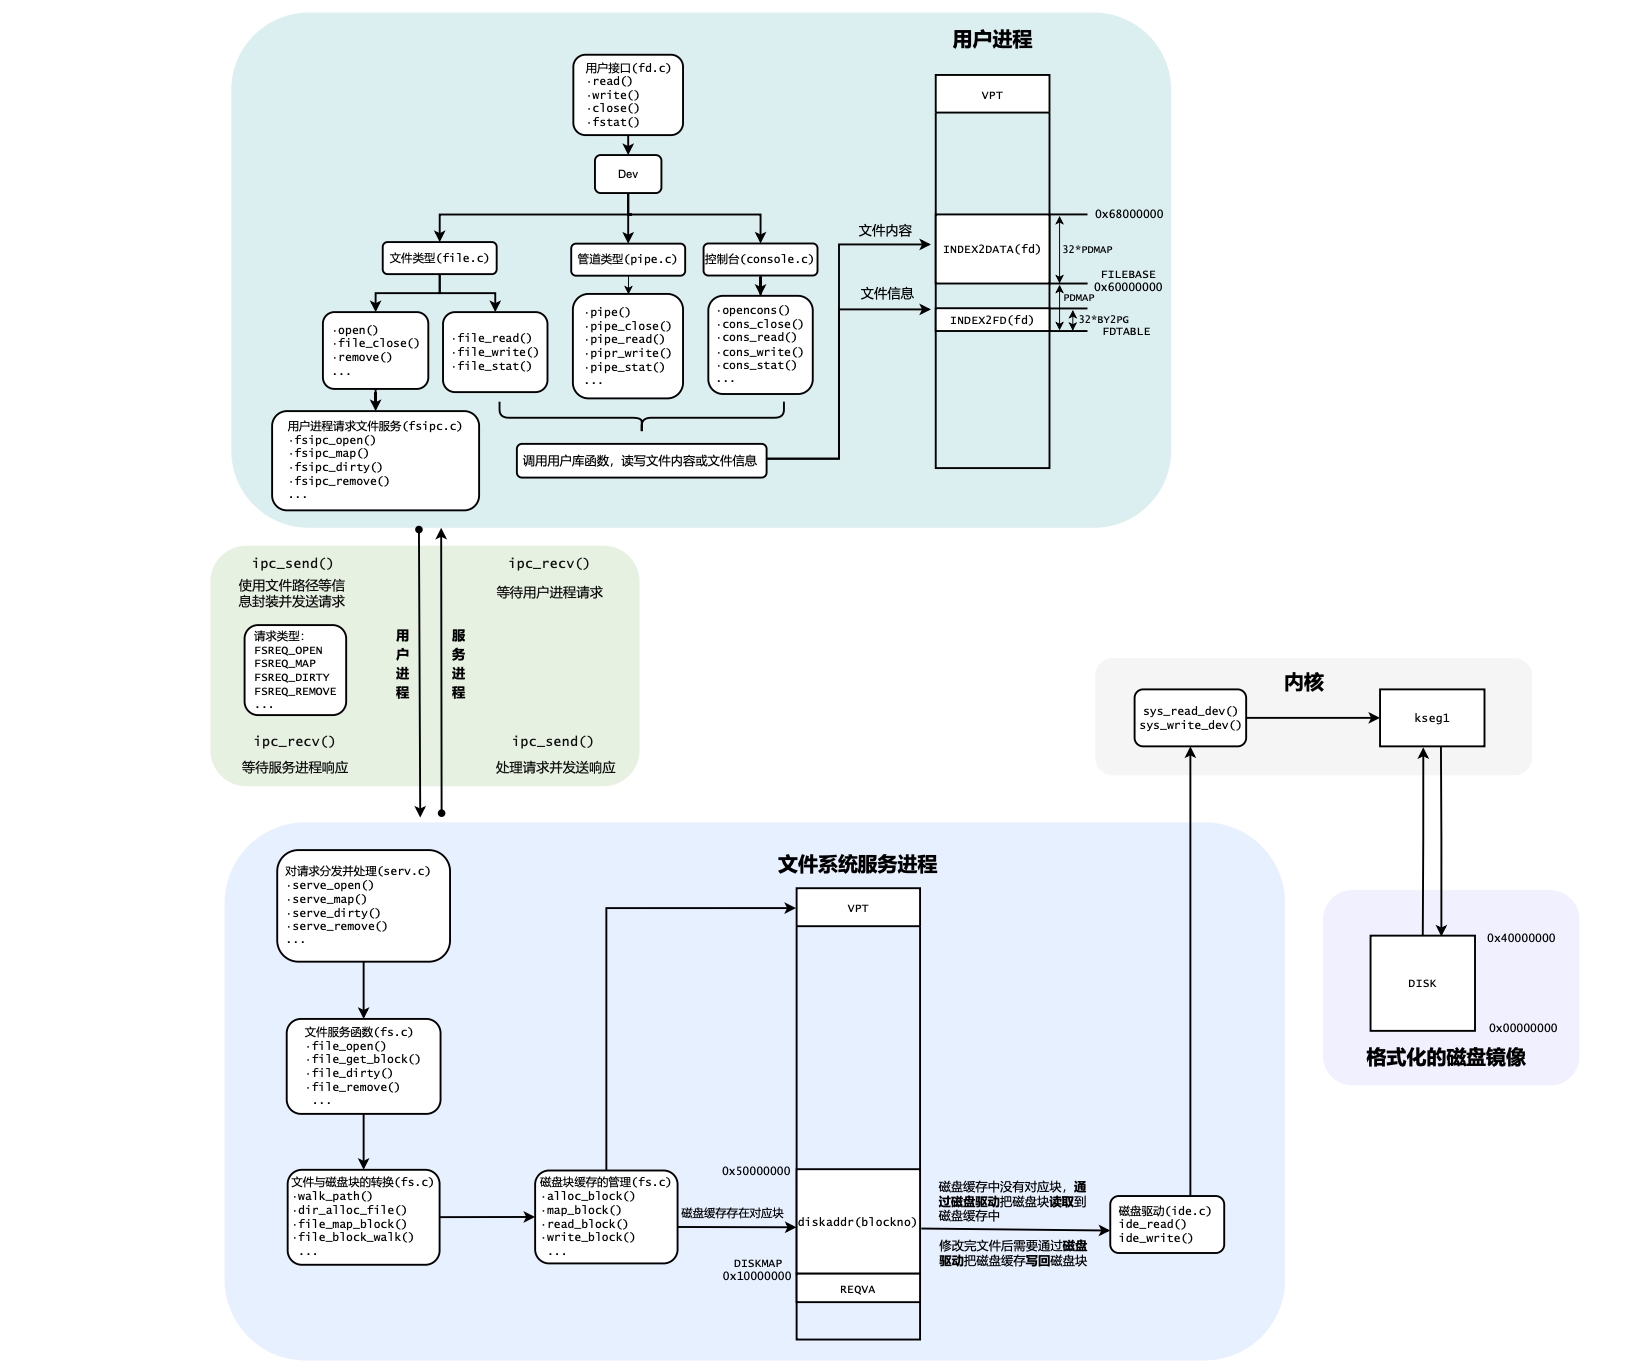 用户进程
用户接口(fd.c)
·read()
·write()
·close()
·fstat()
Dev
文件类型(file.c)
管道类型(pipe.c)
控制台(console.c)
·open()
·file_close()
·remove()
...
·file_read()
·file_write()
·file_stat()
·pipe()
·pipe_close()
·pipe_read()
·pipr_write()
·pipe_stat()
...
·opencons()
·cons_close()
·cons_read()
·cons_write()
·cons_stat()
...
用户进程请求文件服务(fsipc.c)
·fsipc_open()
·fsipc_map()
·fsipc_dirty()
·fsipc_remove()
...
调用用户库函数，读写文件内容或文件信息
文件内容
文件信息
VPT
INDEX2DATA(fd)
INDEX2FD(fd)
0x68000000
32*PDMAP
FILEBASE
0x60000000
PDMAP
32*BY2PG
FDTABLE
ipc_send()
使用文件路径等信
息封装并发送请求
请求类型：
FSREQ_OPEN
FSREQ_MAP
FSREQ_DIRTY
FSREQ_REMOVE
...
ipc_recv()
等待服务进程响应
用户进程
服务进程
ipc_recv()
等待用户进程请求
ipc_send()
处理请求并发送响应
内核
sys_read_dev()
sys_write_dev()
kseg1
DISK
0x40000000
0x00000000
格式化的磁盘镜像
文件系统服务进程
对请求分发并处理(serv.c)
·serve_open()
·serve_map()
·serve_dirty()
·serve_remove()
...
文件服务函数(fs.c)
·file_open()
·file_get_block()
·file_dirty()
·file_remove()
...
文件与磁盘块的转换(fs.c)
·walk_path()
·dir_alloc_file()
·file_map_block()
·file_block_walk()
...
磁盘块缓存的管理(fs.c)
·alloc_block()
·map_block()
·read_block()
·write_block()
...
磁盘缓存存在对应块
VPT
0x50000000
diskaddr(blockno)
DISKMAP
0x10000000
REQVA
磁盘缓存中没有对应块，通
过磁盘驱动把磁盘块读取到
磁盘缓存中
修改完文件后需要通过磁盘
驱动把磁盘缓存写回磁盘块
磁盘驱动(ide.c)
ide_read()
ide_write()